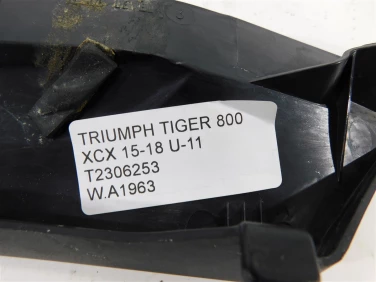 TRIUMPH TIGER 800
XCX 15-18 U-11
T2306253
W.A1963